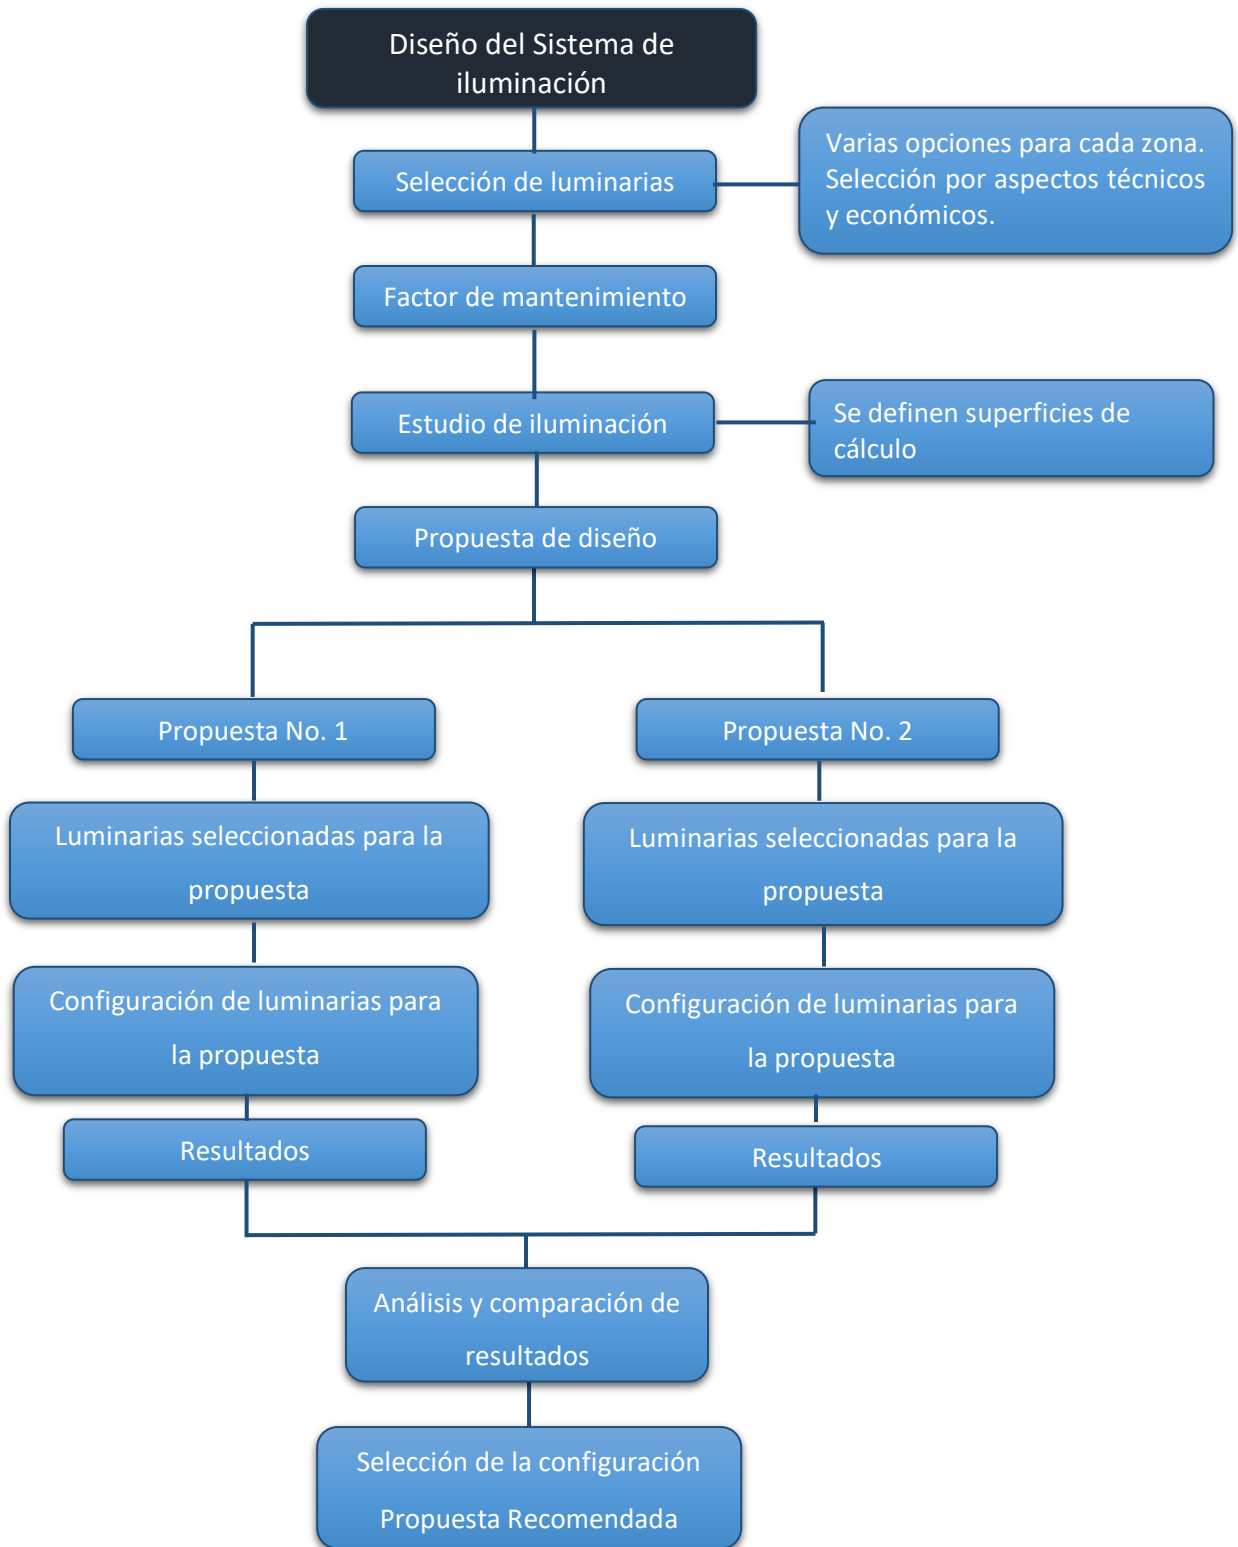 Diseño del Sistema de
iluminación
Selección de luminarias
Varias opciones para cada zona.
Selección por aspectos técnicos
y económicos.
Factor de mantenimiento
Estudio de iluminación
Se definen superficies de
cálculo
Propuesta de diseño
Propuesta No. 1
Propuesta No. 2
Luminarias seleccionadas para la
propuesta
Luminarias seleccionadas para la
propuesta
Configuración de luminarias para
la propuesta
Configuración de luminarias para
la propuesta
Resultados
Resultados
Análisis y comparación de
resultados
Selección de la configuración
Propuesta Recomendada